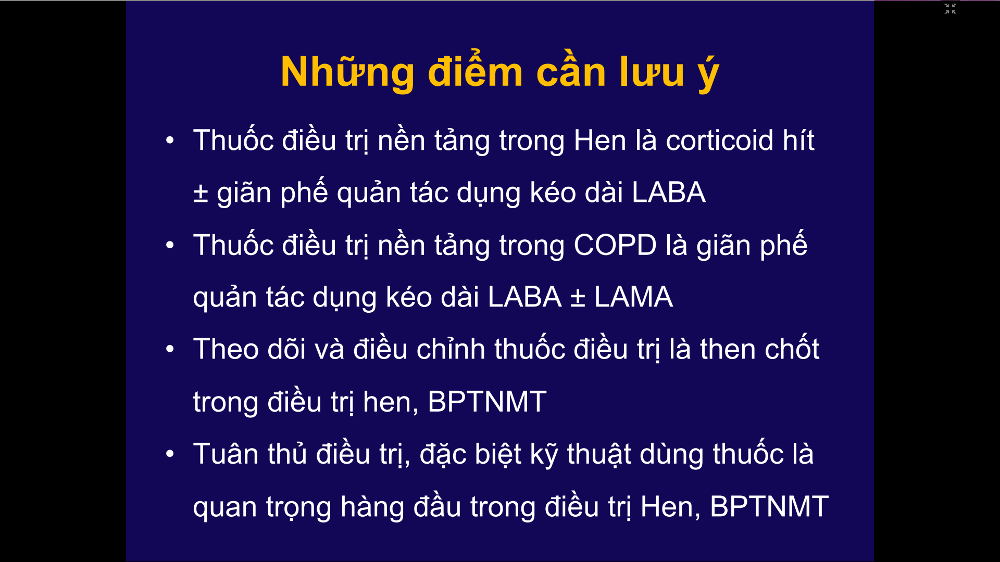 Những điểm cần lưu ý
• Thuốc điều trị nền tảng trong Hen là corticoid hít
± giãn phế quản tác dụng kéo dài LABA
• Thuốc điều trị nền tảng trong COPD là giãn phế
quản tác dụng kéo dài LABA ± LAMA
• Theo dõi và điều chỉnh thuốc điều trị là then chốt
trong điều trị hen, BPTNMT
• Tuân thủ điều trị, đặc biệt kỹ thuật dùng thuốc là
quan trọng hàng đầu trong điều trị Hen, BPTNMT